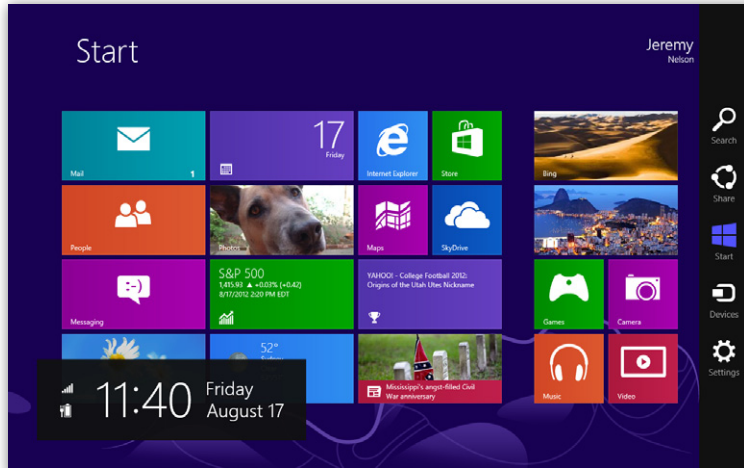 Start
Jeremy
Nelson
Mail
1
17
Friday
Internet Explorer
Store
Bing
People
Photos
Maps
SkyDrive
Messaging
:-)
S&P 500
1,415.93 ▲ +0.03% (+0.42)
8/17/2012 2:20 PM EDT
YAHOO! - College Football 2012:
Origins of the Utah Utes Nickname
Games
Camera
52°
Mississippi's angst-filled Civil
War anniversary
Music
Video
11:40
Friday
August 17
Search
Share
Start
Devices
Settings